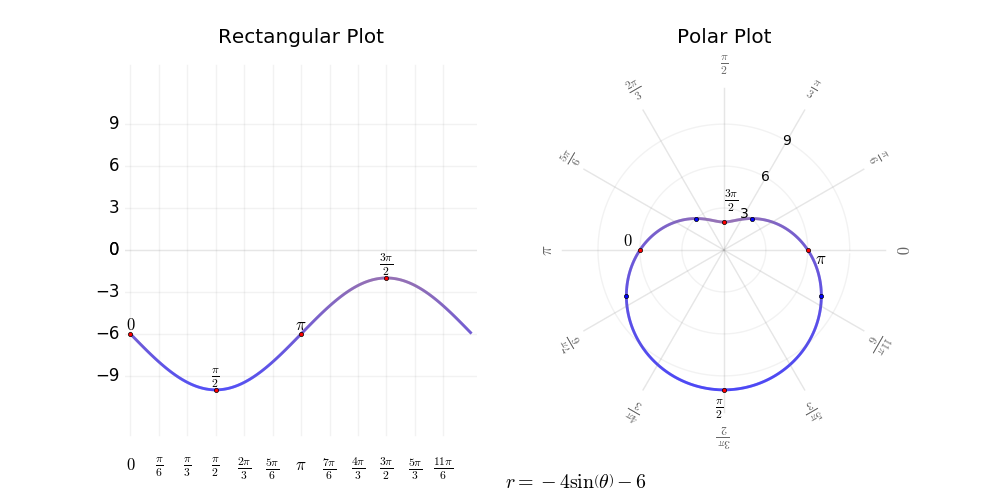 Rectangular Plot
9
6
3
0
−3
−6
−9
0
π/2
π
3π/2
0 π/6 π/3 π/2 2π/3 5π/6 π 7π/6 4π/3 3π/2 5π/3 11π/6
Polar Plot
π/2
2π/3 π/3
5π/6 π/6
9
6
3
3π/2
0
π 0
π
7π/6 11π/6
4π/3 5π/3
π/2
3π/2
r = −4sin(θ) − 6